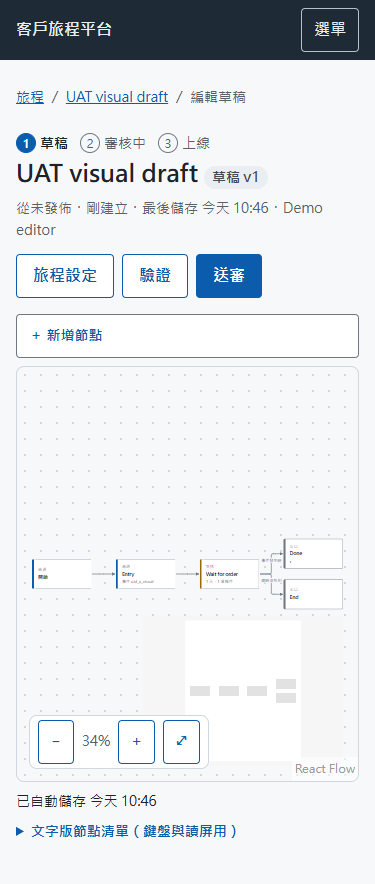 客戶旅程平台
選單
旅程 / UAT visual draft / 編輯草稿
1 草稿 2 審核中 3 上線
UAT visual draft 草稿 v1
從未發佈 · 剛建立 · 最後儲存 今天 10:46 · Demo
editor
旅程設定 驗證 送審
+ 新增節點
開始
Entry
Wait for order
Done
End
− 34% +
React Flow
已自動儲存 今天 10:46
▶ 文字版節點清單（鍵盤與讀屏用）